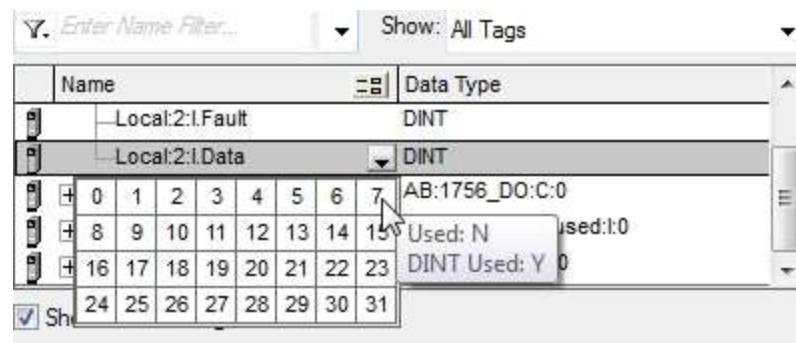 Enter Name Filter... Show: All Tags
Name Data Type
Local:2:I.Fault DINT
Local:2:I.Data DINT
0 1 2 3 4 5 6 7 AB:1756_DO:C:0
8 9 10 11 12 13 14 15 Used: N used:I:0
16 17 18 19 20 21 22 23 DINT Used: Y 0
24 25 26 27 28 29 30 31